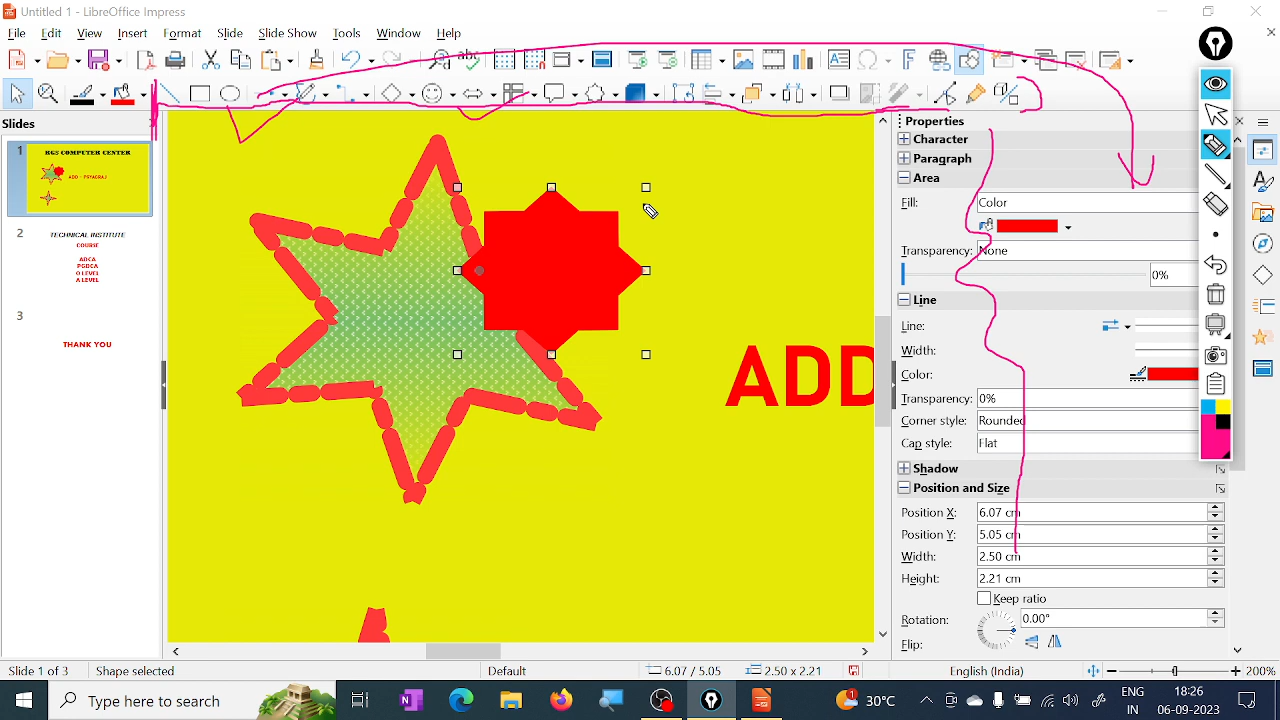 Untitled 1 - LibreOffice Impress
File Edit View Insert Format Slide Slide Show Tools Window Help
Slides
1
RGS COMPUTER CENTER
2
TECHNICAL INSTITUTE
COURSE
ADCA
PGDCA
O LEVEL
A LEVEL
3
THANK YOU
ADD
Properties
Character
Paragraph
Area
Fill: Color
Transparency: None
0%
Line
Line:
Width:
Color:
Transparency: 0%
Corner style: Rounded
Cap style: Flat
Shadow
Position and Size
Position X: 6.07 cm
Position Y: 5.05 cm
Width: 2.50 cm
Height: 2.21 cm
Keep ratio
Rotation: 0.00°
Flip:
Slide 1 of 3 Shape selected Default 6.07 / 5.05 2.50 x 2.21 English (India) 200%
Type here to search
1 30°C
ENG
IN
18:26
06-09-2023